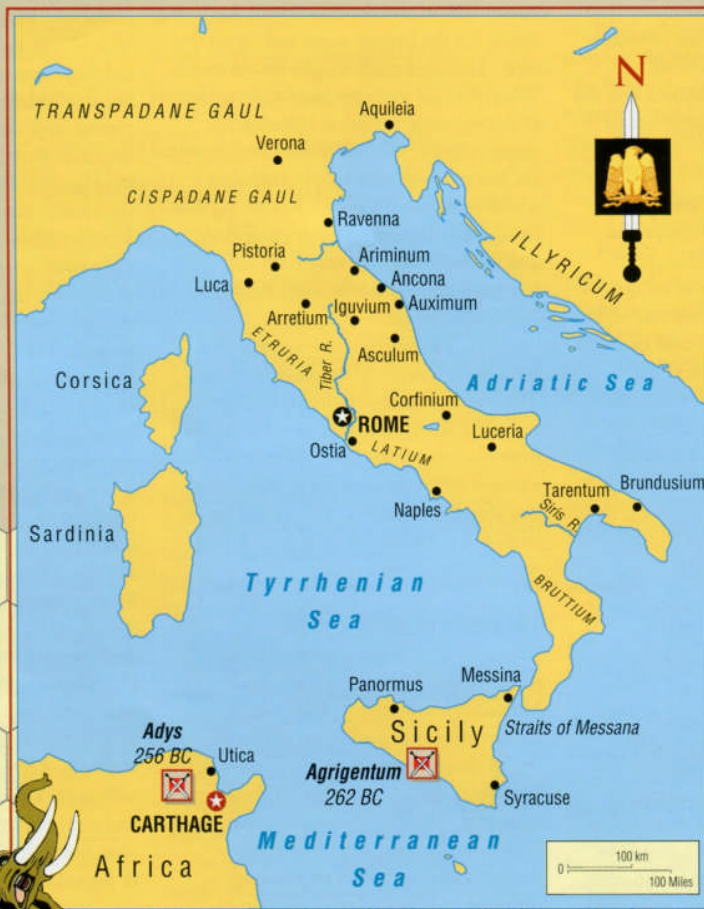 N
TRANSPADANE GAUL
Aquileia
Verona
CISPADANE GAUL
Ravenna
ILLYRICUM
Pistoria
Ariminum
Luca
Ancona
Arretium
Iguvium
Auximum
ETRURIA
Tiber R.
Asculum
Corsica
Adriatic Sea
Corfinium
ROME
Luceria
Ostia
LATIUM
Tarentum
Brundusium
Naples
Siris R.
Sardinia
Tyrrhenian
Sea
BRUTTIUM
Messina
Panormus
Sicily
Straits of Messana
Adys
256 BC
Utica
Agrigentum
262 BC
Syracuse
CARTHAGE
Mediterranean
Sea
Africa
100 km
0
100 Miles